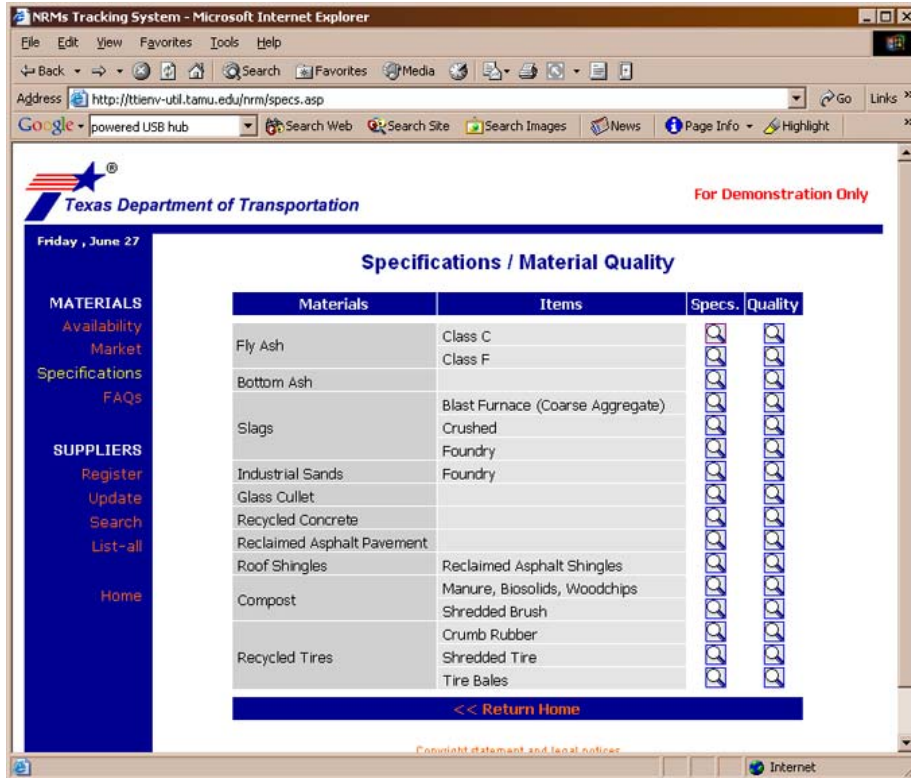 NRMs Tracking System - Microsoft Internet Explorer
File Edit View Favorites Tools Help
Back Search Favorites Media
Address http://ttienv-util.tamu.edu/nrm/specs.asp Go Links »
Google powered USB hub Search Web Search Site Search Images News Page Info Highlight »
Texas Department of Transportation ®
For Demonstration Only
Friday , June 27
MATERIALS
Availability
Market
Specifications
FAQs
SUPPLIERS
Register
Update
Search
List-all
Home
Specifications / Material Quality
Materials Items Specs. Quality
Fly Ash Class C
Class F
Bottom Ash
Slags Blast Furnace (Coarse Aggregate)
Crushed
Foundry
Industrial Sands Foundry
Glass Cullet
Recycled Concrete
Reclaimed Asphalt Pavement
Roof Shingles Reclaimed Asphalt Shingles
Compost Manure, Biosolids, Woodchips
Shredded Brush
Recycled Tires Crumb Rubber
Shredded Tire
Tire Bales
<< Return Home
Copyright statement and legal notices
Internet